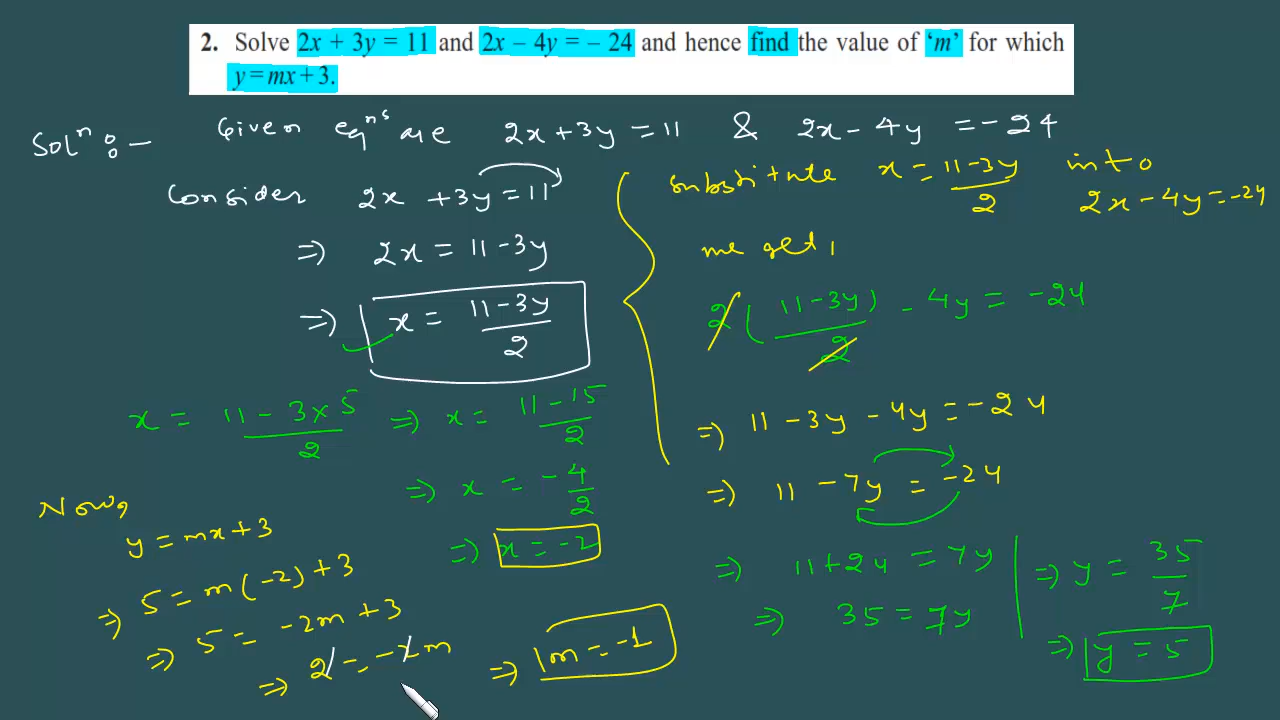 2. Solve 2x + 3y = 11 and 2x – 4y = – 24 and hence find the value of ‘m’ for which
y = mx + 3.
Solⁿ :– Given eqⁿˢ are 2x + 3y = 11 & 2x – 4y = – 24
Consider 2x + 3y = 11
⇒ 2x = 11 – 3y
⇒ x = (11 – 3y)/2
substitute x = (11 – 3y)/2 into
2x – 4y = –24
we get,
2((11 – 3y)/2) – 4y = –24
⇒ 11 – 3y – 4y = –24
⇒ 11 – 7y = –24
⇒ 11 + 24 = 7y
⇒ 35 = 7y
⇒ y = 35/7
⇒ y = 5
x = (11 – 3×5)/2 ⇒ x = (11 – 15)/2
⇒ x = –4/2
⇒ x = –2
Now,
y = mx + 3
⇒ 5 = m(–2) + 3
⇒ 5 = –2m + 3
⇒ 2 = –2m ⇒ m = –1